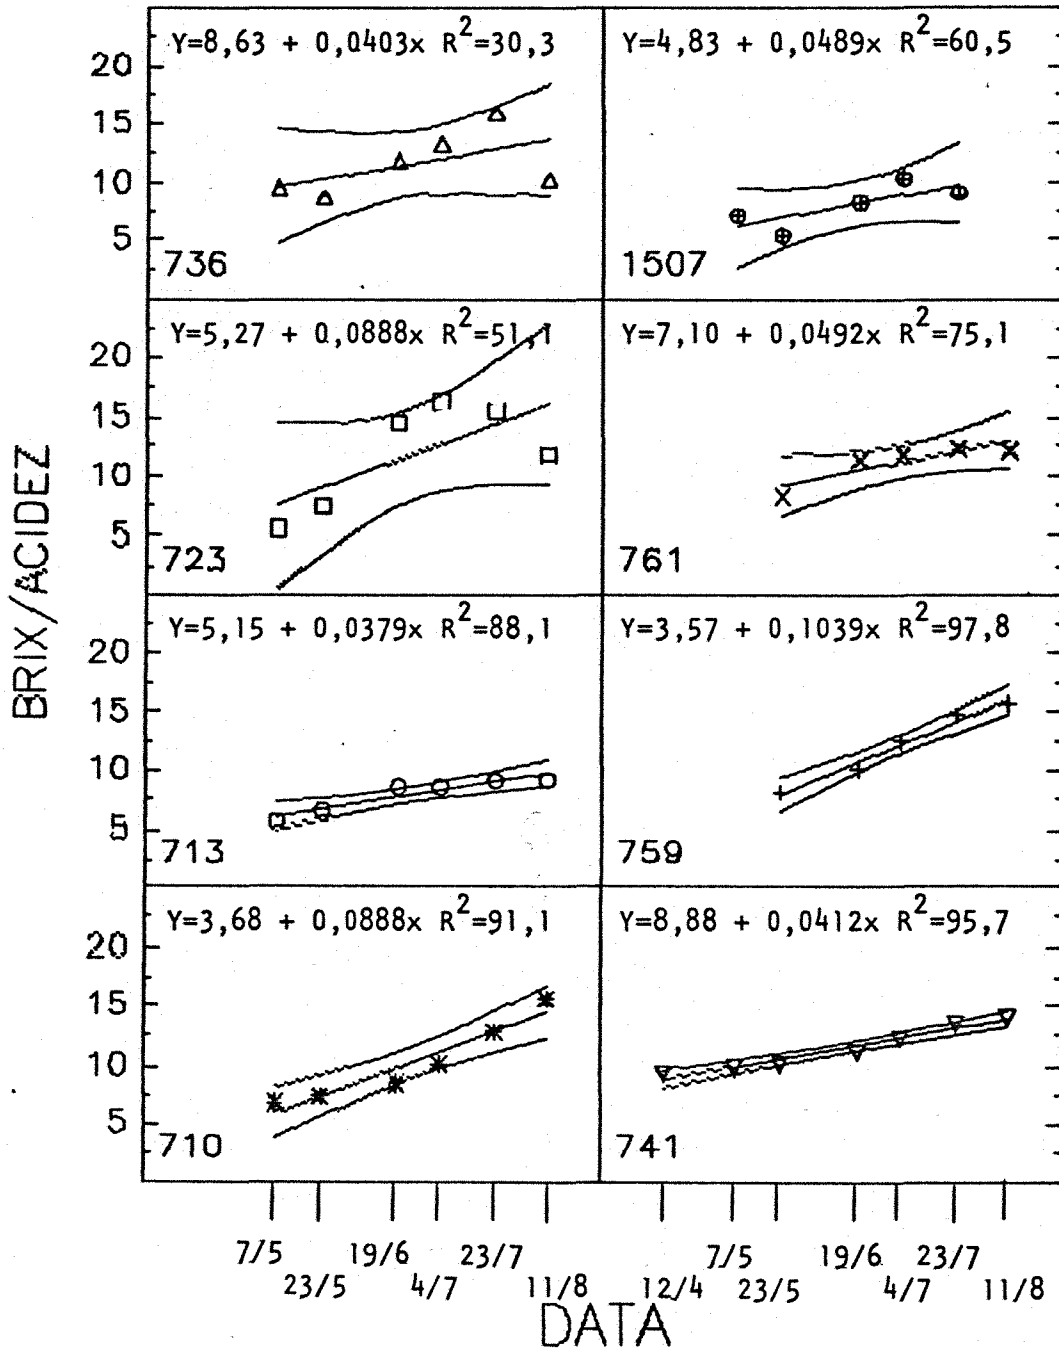 Y=8,63 + 0,0403x R²=30,3
20
15
10
5
736
Y=4,83 + 0,0489x R²=60,5
1507
Y=5,27 + 0,0888x R²=51,1
20
15
10
5
723
Y=7,10 + 0,0492x R²=75,1
761
Y=5,15 + 0,0379x R²=88,1
20
15
10
5
713
Y=3,57 + 0,1039x R²=97,8
759
Y=3,68 + 0,0888x R²=91,1
20
15
10
5
710
Y=8,88 + 0,0412x R²=95,7
741
BRIX/ACIDEZ
7/5 19/6 23/7
23/5 4/7 11/8
7/5 19/6 23/7
12/4 23/5 4/7 11/8
DATA